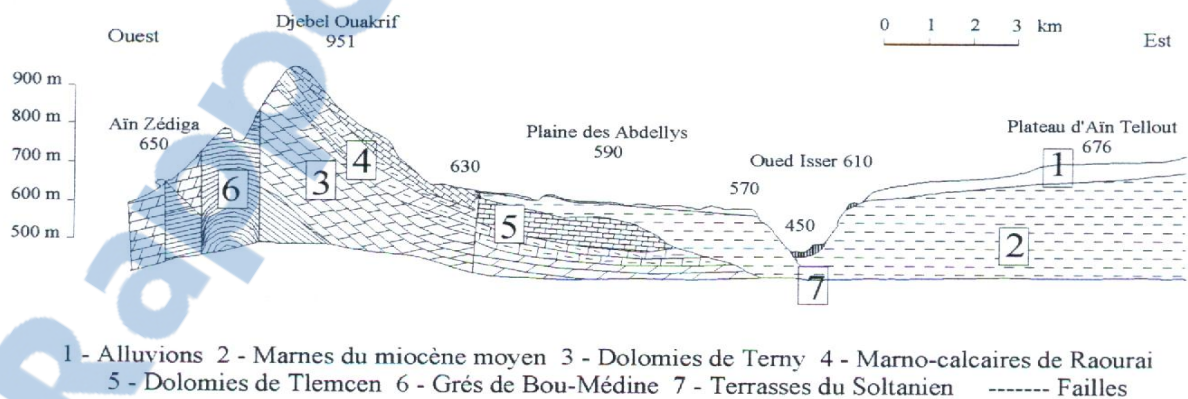 Djebel Ouakrif
951
Ouest
0 1 2 3 km
Est
900 m
800 m
700 m
600 m
500 m
Aïn Zédiga
650
Plaine des Abdellys
590
Plateau d'Aïn Tellout
676
Oued Isser 610
630
570
450
1
2
3
4
5
6
7
1 - Alluvions 2 - Marnes du miocène moyen 3 - Dolomies de Terny 4 - Marno-calcaires de Raourai
5 - Dolomies de Tlemcen 6 - Grés de Bou-Médine 7 - Terrasses du Soltanien ------- Failles